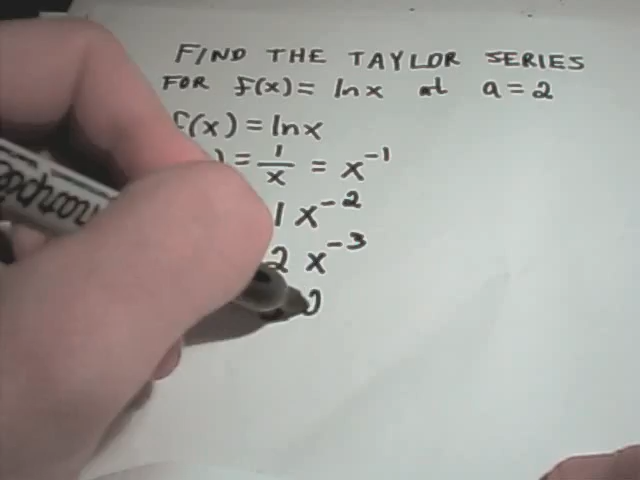 FIND THE TAYLOR SERIES
FOR f(x) = ln x at a = 2
f(x) = ln x
) = 1/x = x^-1
1 x^-2
2 x^-3